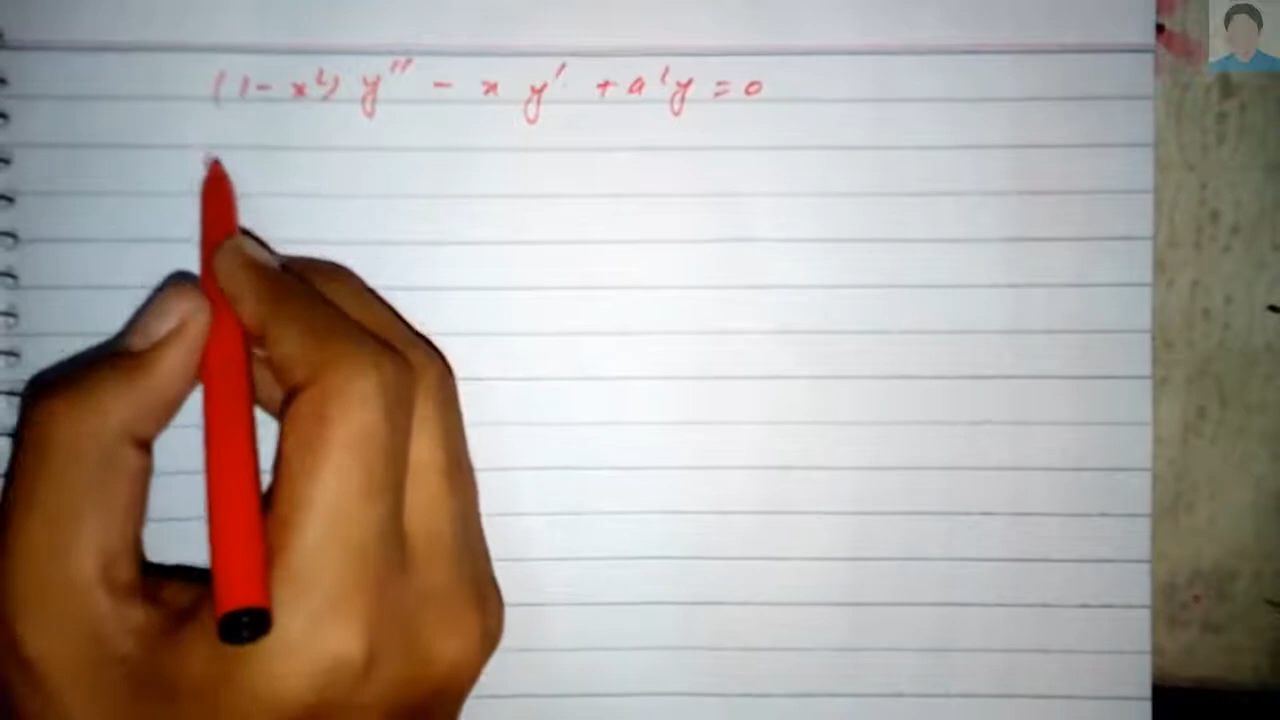 (1-x²) y'' - x y' + a²y = 0